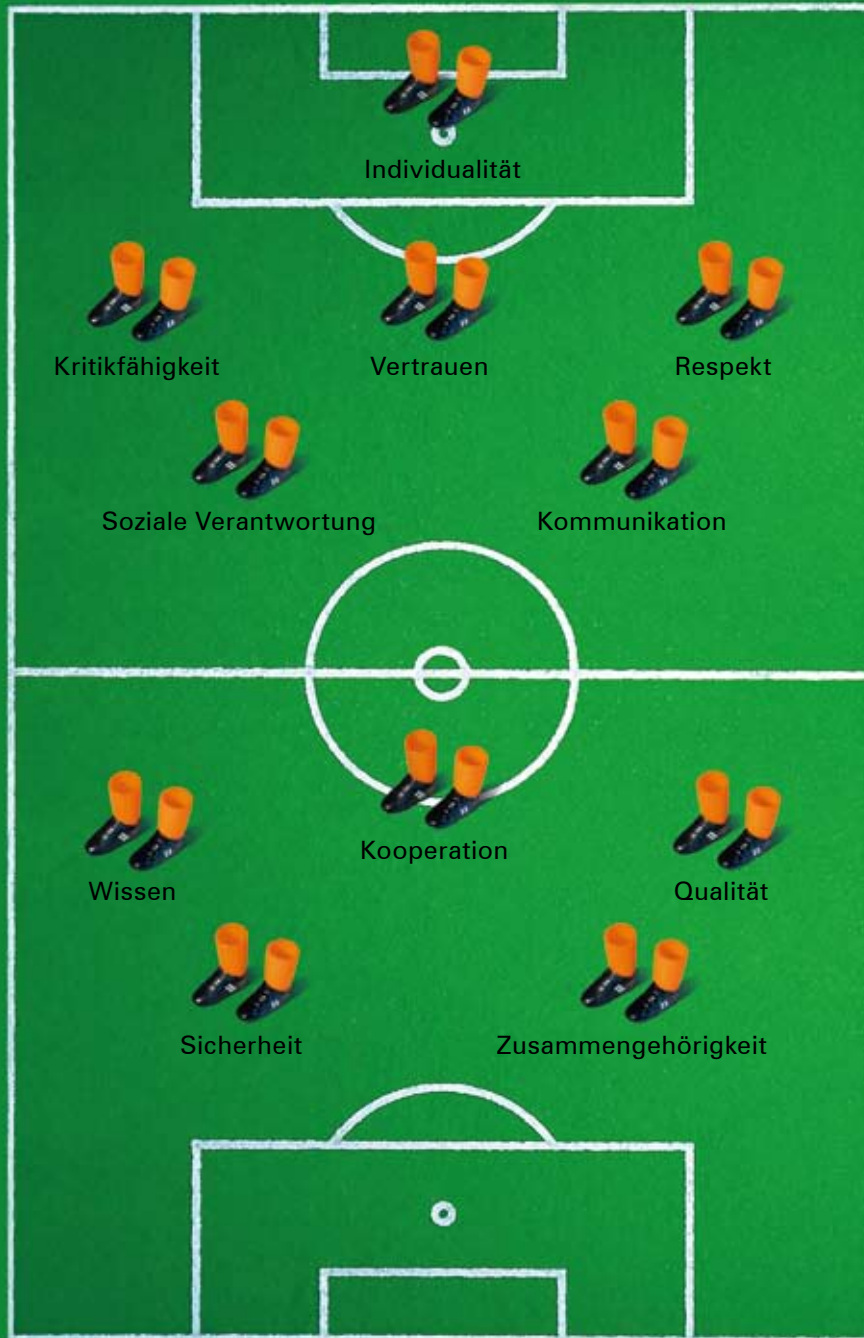 Individualität
Kritikfähigkeit
Vertrauen
Respekt
Soziale Verantwortung
Kommunikation
Kooperation
Wissen
Qualität
Sicherheit
Zusammengehörigkeit